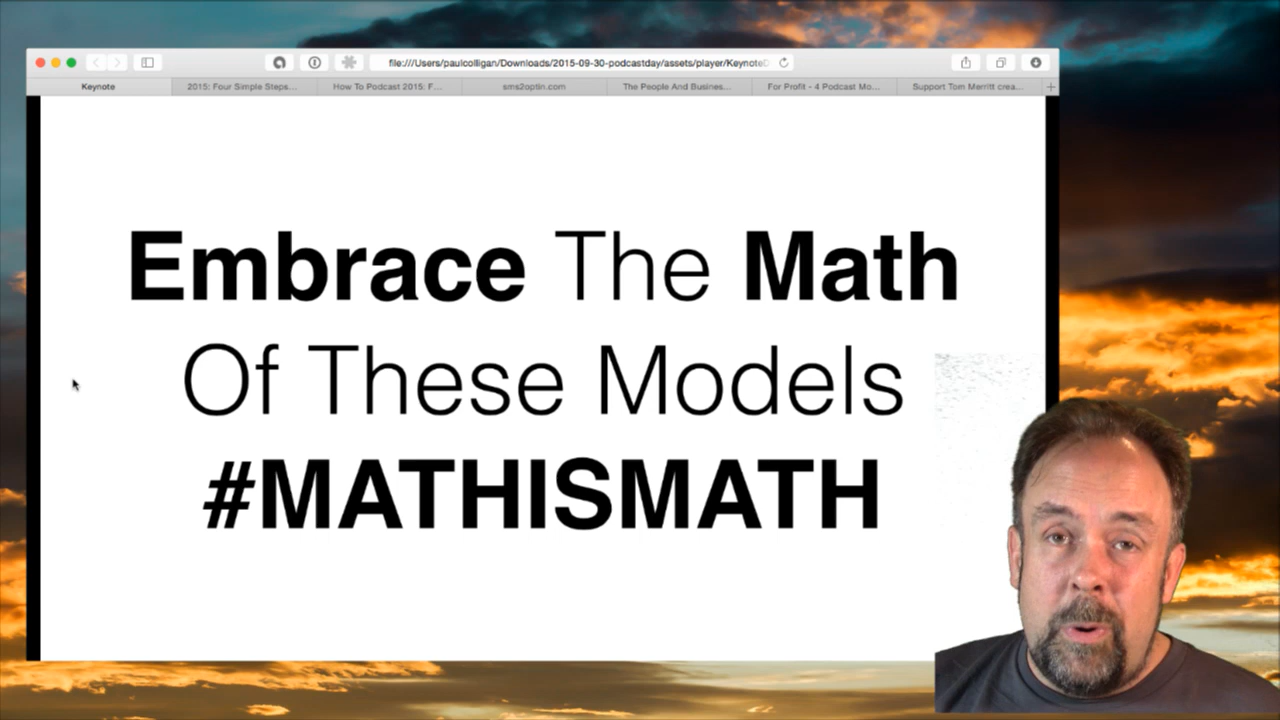 file:///Users/paulcolligan/Downloads/2015-09-30-podcastday/assets/player/Keynote
Keynote
2015: Four Simple Steps...
How To Podcast 2015: F...
sms2optin.com
The People And Busines...
For Profit - 4 Podcast Mo...
Support Tom Merritt crea...
Embrace The Math
Of These Models
#MATHISMATH